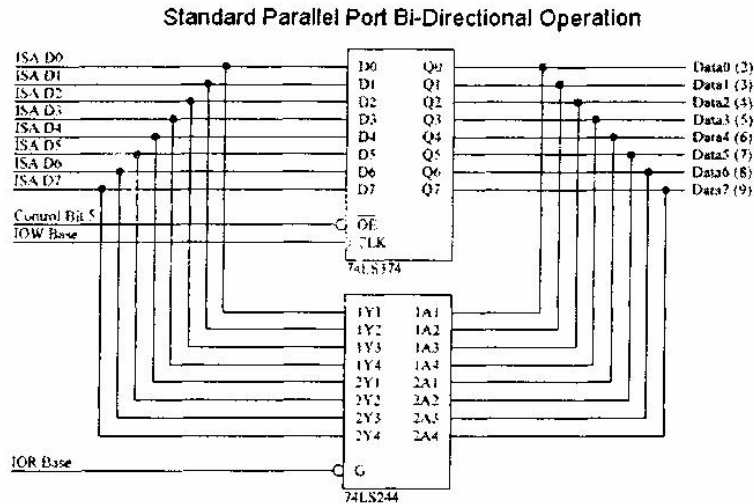 Standard Parallel Port Bi-Directional Operation
ISA D0
ISA D1
ISA D2
ISA D3
ISA D4
ISA D5
ISA D6
ISA D7
Control Bit 5
IOW Base
D0
D1
D2
D3
D4
D5
D6
D7
OE
CLK
Q0
Q1
Q2
Q3
Q4
Q5
Q6
Q7
Data0 (2)
Data1 (3)
Data2 (4)
Data3 (5)
Data4 (6)
Data5 (7)
Data6 (8)
Data7 (9)
74LS374
1Y1
1Y2
1Y3
1Y4
2Y1
2Y2
2Y3
2Y4
1A1
1A2
1A3
1A4
2A1
2A2
2A3
2A4
IOR Base
G
74LS244